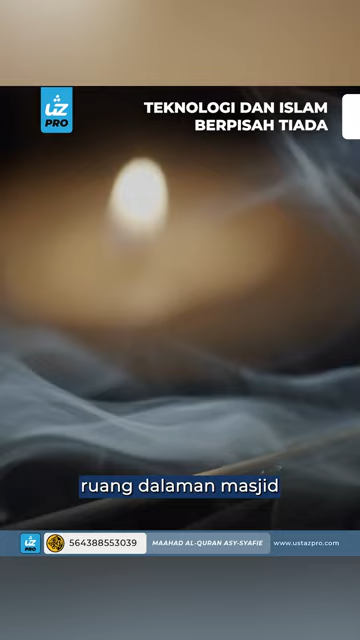 UZ
PRO
TEKNOLOGI DAN ISLAM
BERPISAH TIADA
ruang dalaman masjid
UZ
PRO
564388553039
MAAHAD AL-QURAN ASY-SYAFIE
www.ustazpro.com